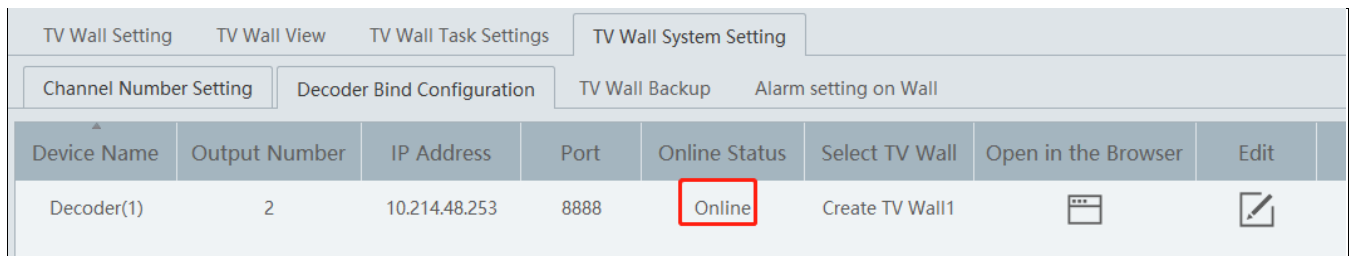 TV Wall Setting TV Wall View TV Wall Task Settings TV Wall System Setting
Channel Number Setting Decoder Bind Configuration TV Wall Backup Alarm setting on Wall
Device Name Output Number IP Address Port Online Status Select TV Wall Open in the Browser Edit
Decoder(1) 2 10.214.48.253 8888 Online Create TV Wall1